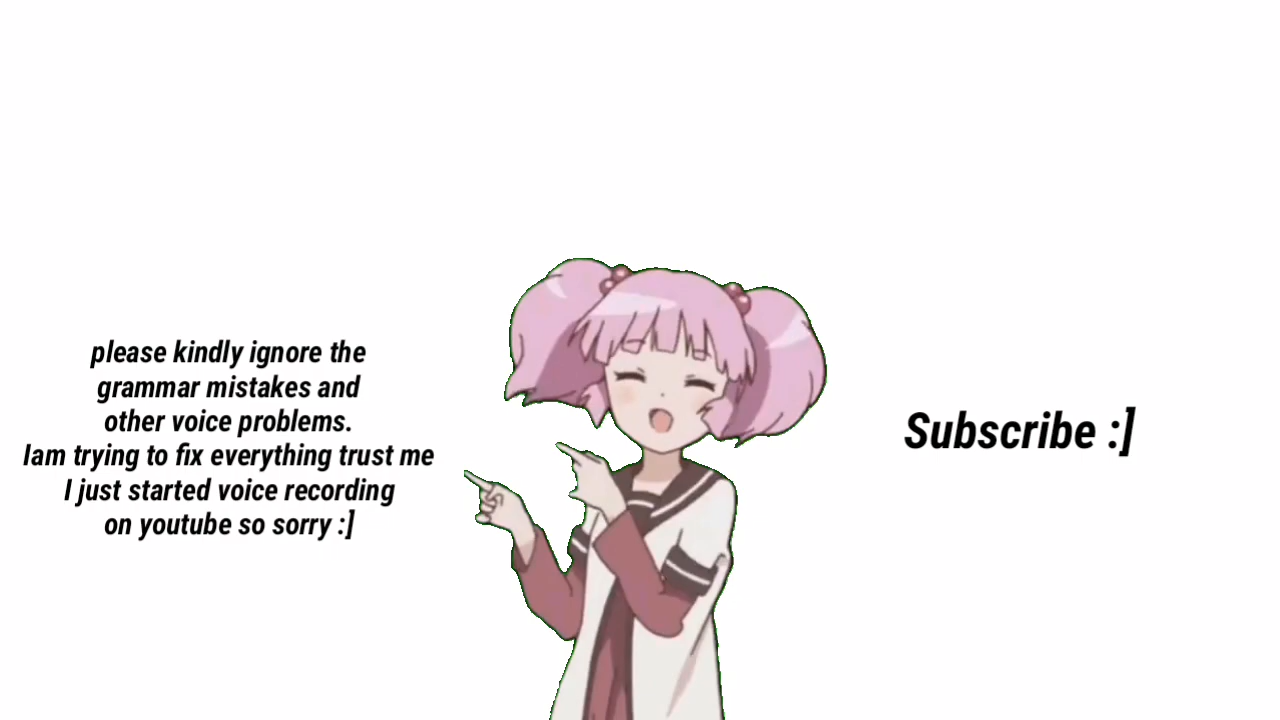 please kindly ignore the
grammar mistakes and
other voice problems.
Iam trying to fix everything trust me
I just started voice recording
on youtube so sorry :]
Subscribe :]